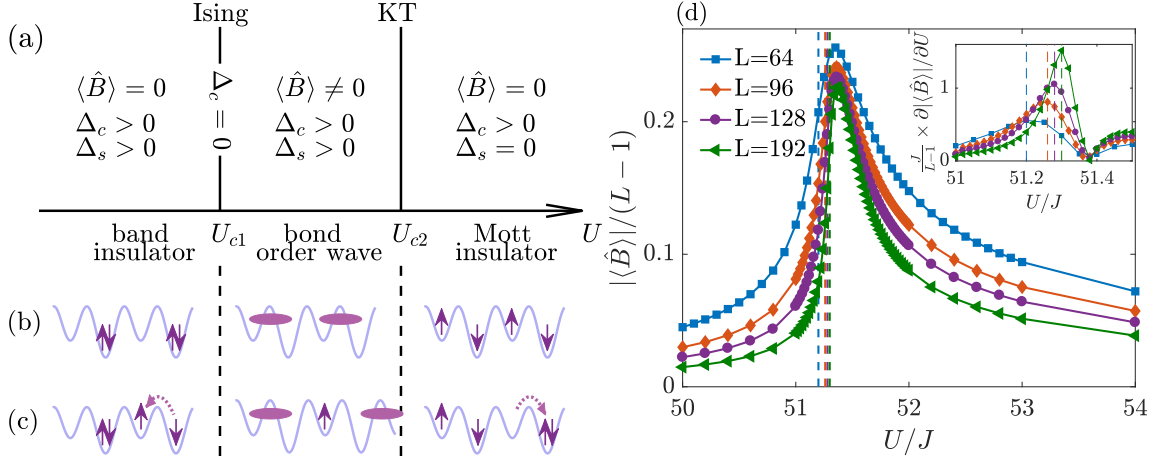 Ising
KT
(a)
⟨B̂⟩ = 0
Δc > 0
Δs > 0
Δc = 0
⟨B̂⟩ ≠ 0
Δc > 0
Δs > 0
⟨B̂⟩ = 0
Δc > 0
Δs = 0
band
insulator
Uc1
bond
order wave
Uc2
Mott
insulator
U
(b)
(c)
(d)
|⟨B̂⟩|/(L − 1)
0.2
0.1
0
L=64
L=96
L=128
L=192
50
51
52
53
54
U/J
J/(L−1) × ∂|⟨B̂⟩|/∂U
1
0
51
51.2
51.4
U/J